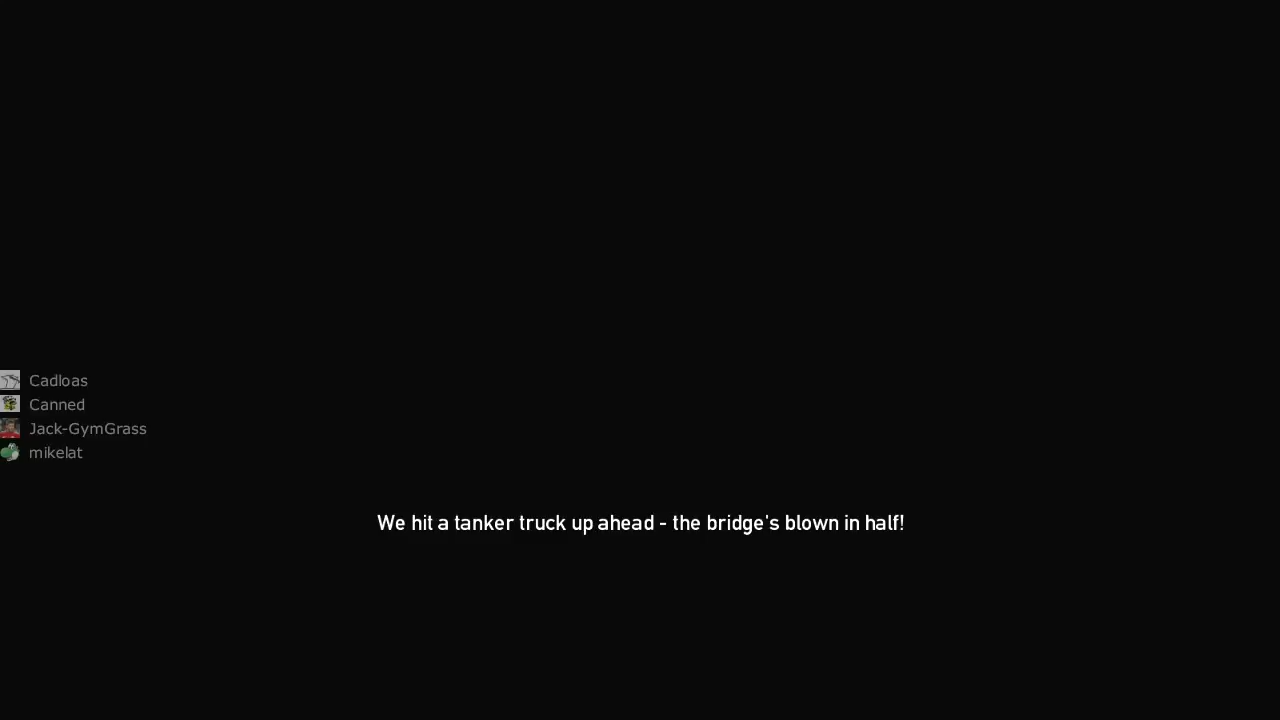 Cadloas
Canned
Jack-GymGrass
mikelat
We hit a tanker truck up ahead - the bridge's blown in half!